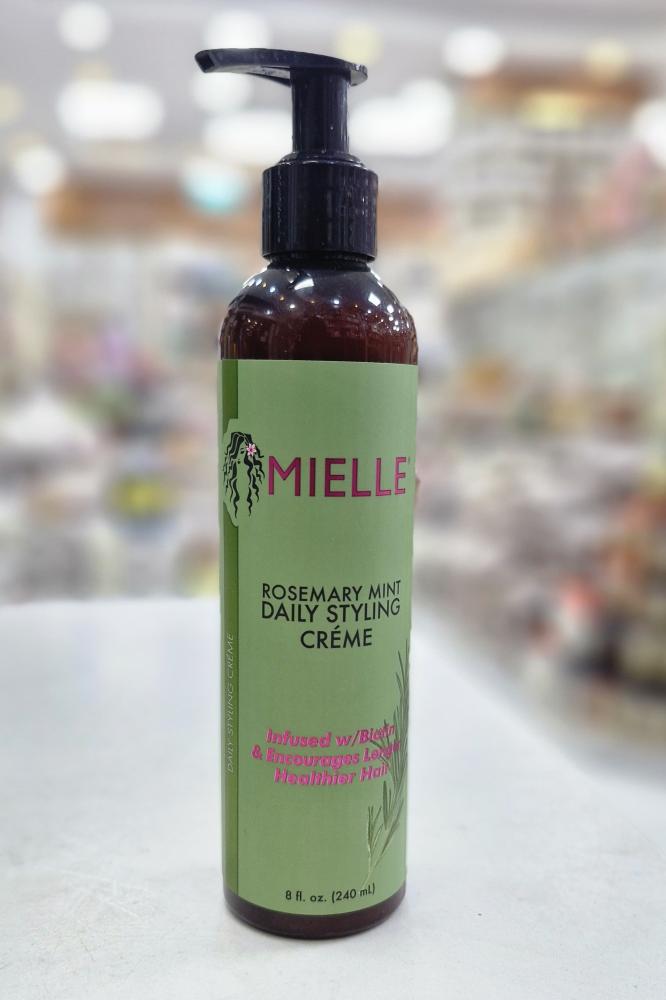 MIELLE
ROSEMARY MINT
DAILY STYLING
CRÉME
Infused w/Biotin
& Encourages Longer
Healthier Hair
8 fl. oz. (240 mL)
DAILY STYLING CRÉME